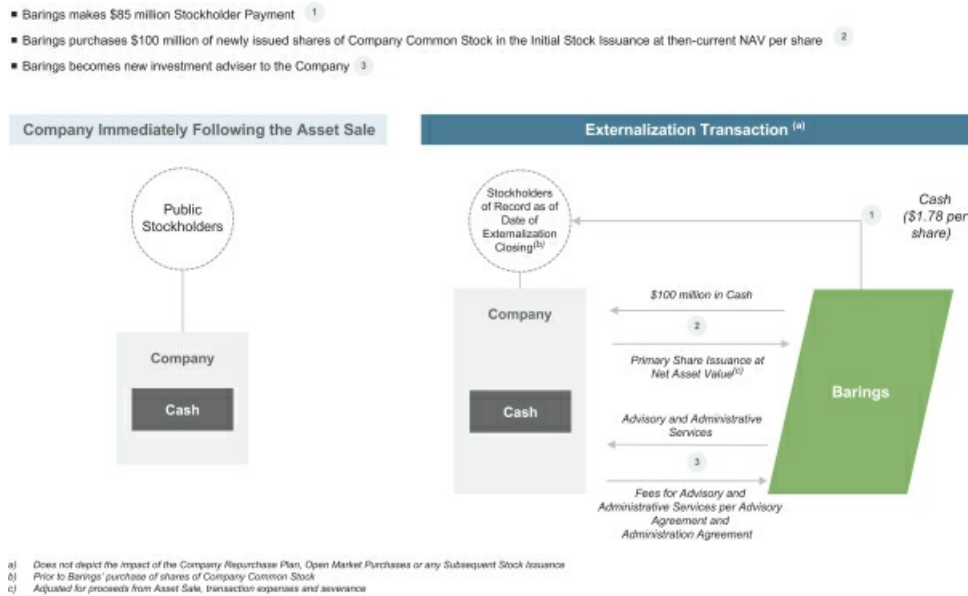 ▪ Barings makes $85 million Stockholder Payment 1
▪ Barings purchases $100 million of newly issued shares of Company Common Stock in the Initial Stock Issuance at then-current NAV per share 2
▪ Barings becomes new investment adviser to the Company 3
Company Immediately Following the Asset Sale
Externalization Transaction (a)
Public
Stockholders
Company
Cash
Stockholders
of Record as of
Date of
Externalization
Closing(b)
1
Cash
($1.78 per
share)
Company
Cash
$100 million in Cash
2
Primary Share Issuance at
Net Asset Value(c)
Advisory and Administrative
Services
3
Fees for Advisory and
Administrative Services per Advisory
Agreement and
Administration Agreement
Barings
a) Does not depict the impact of the Company Repurchase Plan, Open Market Purchases or any Subsequent Stock Issuance
b) Prior to Barings' purchase of shares of Company Common Stock
c) Adjusted for proceeds from Asset Sale, transaction expenses and severance